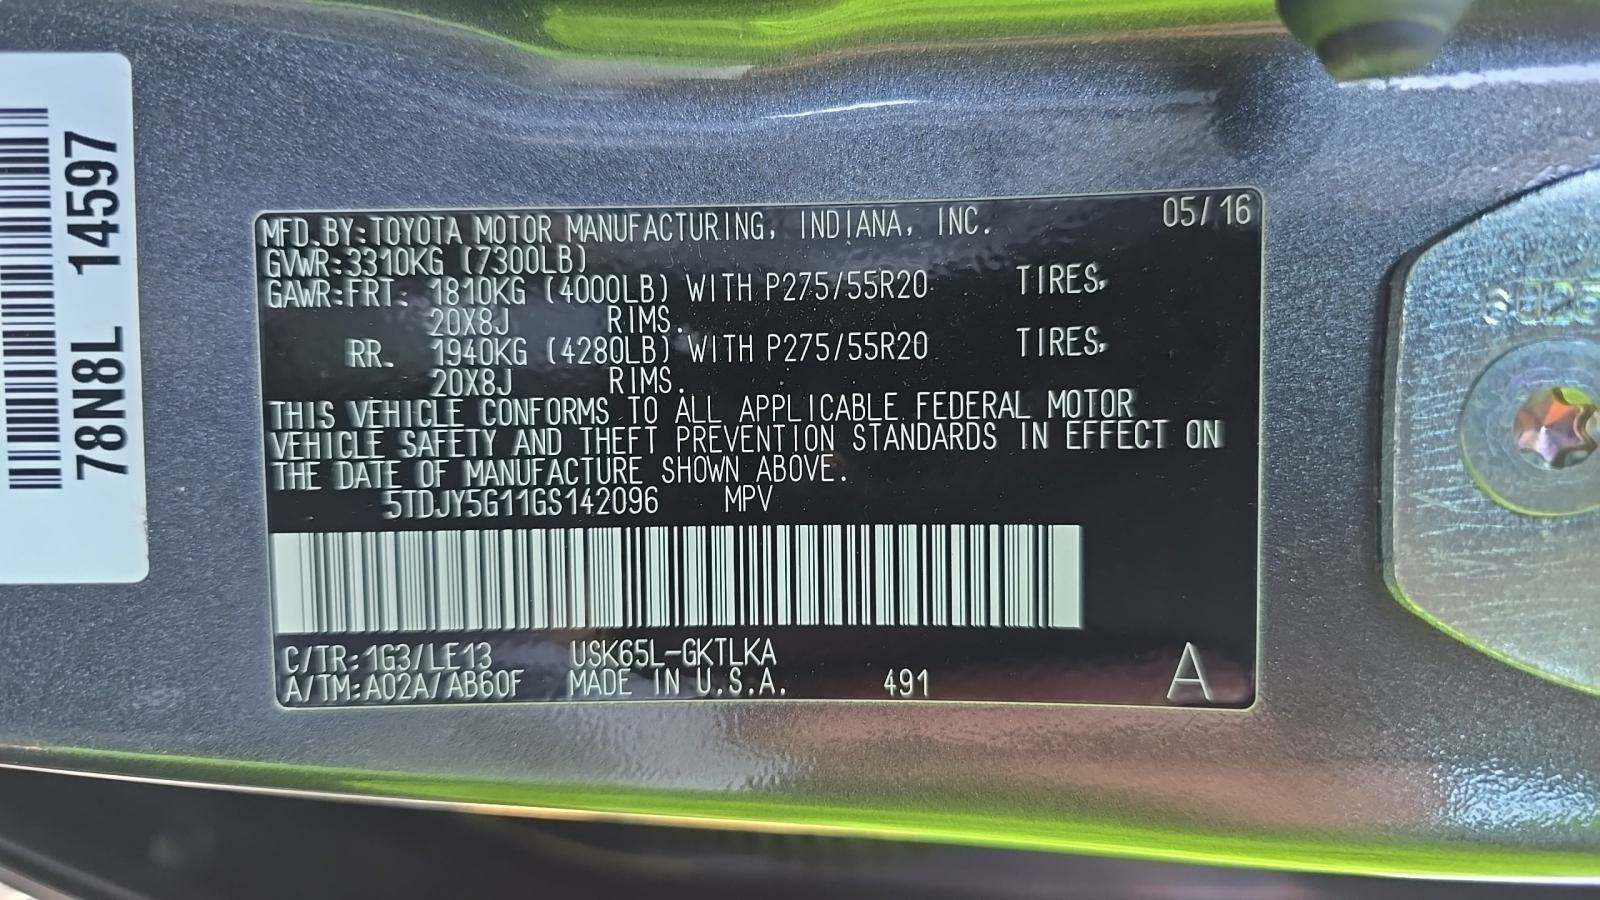 78N8L 14597
MFD.BY:TOYOTA MOTOR MANUFACTURING, INDIANA, INC. 05/16
GVWR:3310KG (7300LB)
GAWR:FRT. 1810KG (4000LB) WITH P275/55R20 TIRES,
20X8J RIMS.
RR. 1940KG (4280LB) WITH P275/55R20 TIRES,
20X8J RIMS.
THIS VEHICLE CONFORMS TO ALL APPLICABLE FEDERAL MOTOR
VEHICLE SAFETY AND THEFT PREVENTION STANDARDS IN EFFECT ON
THE DATE OF MANUFACTURE SHOWN ABOVE.
5TDJY5G11GS142096 MPV
C/TR:1G3/LE13 USK65L-GKTLKA
A/TM:A02A/AB60F MADE IN U.S.A. 491 A